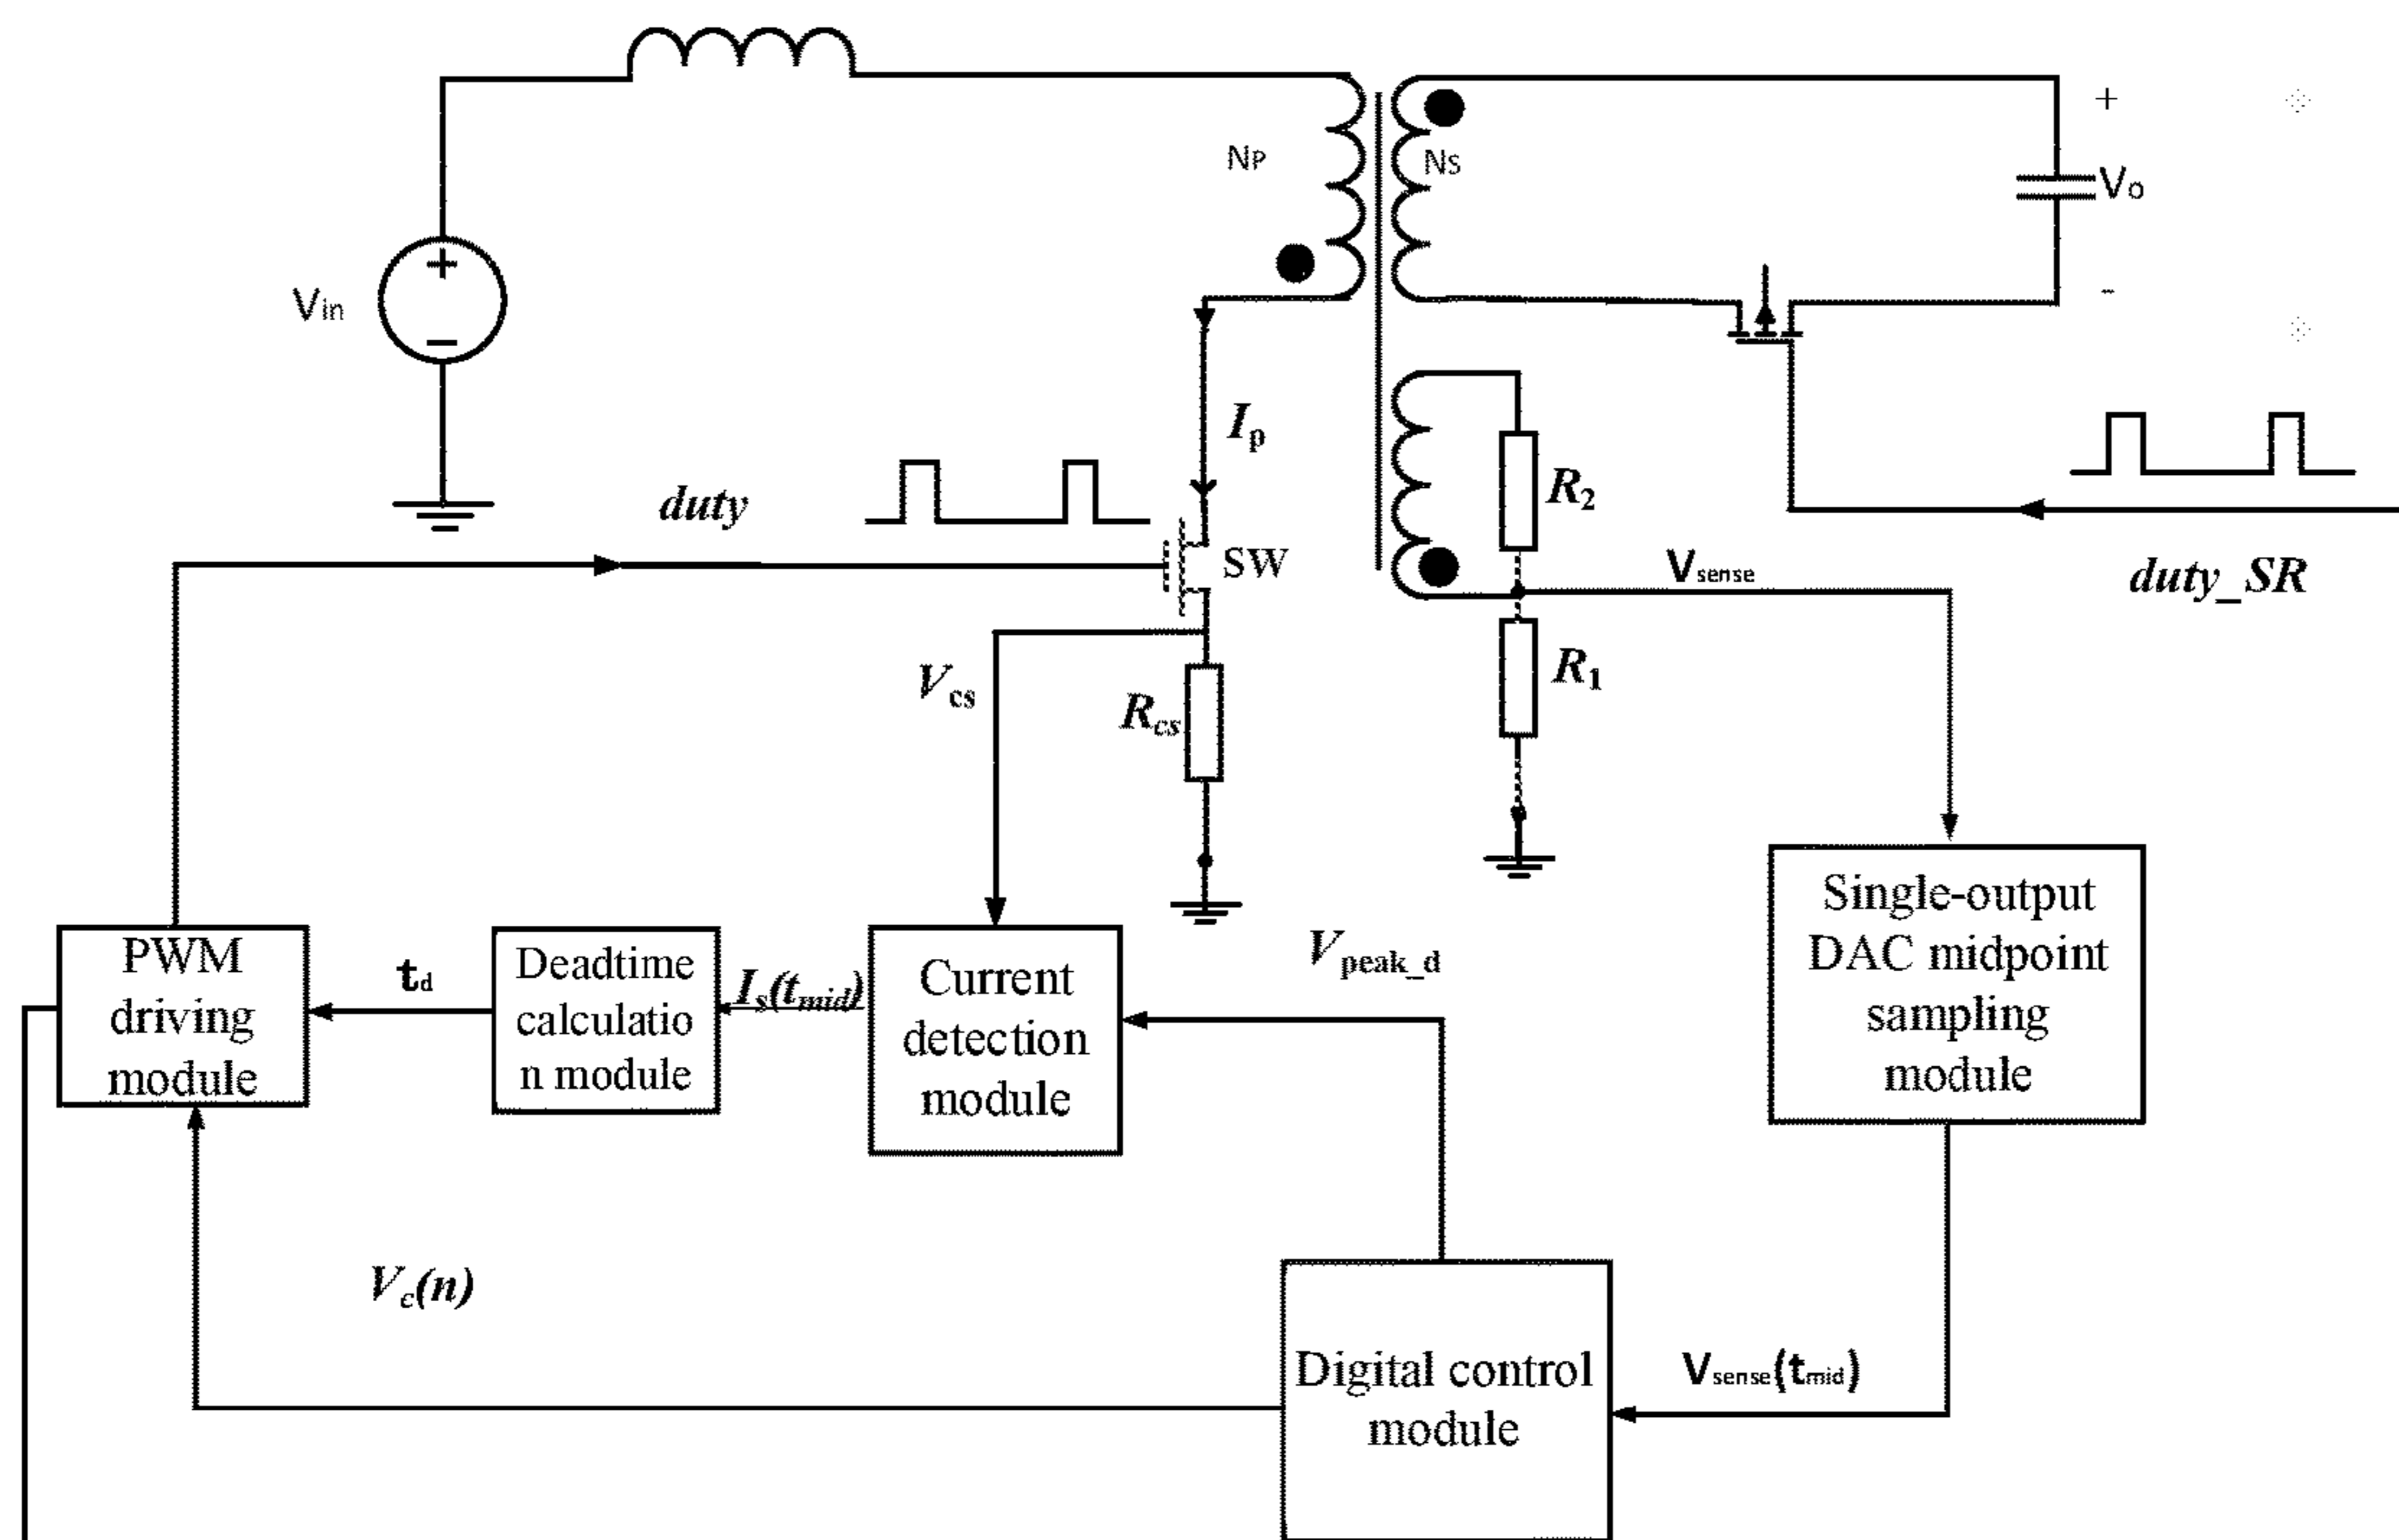 +
NP
NS
Vo
-
+
Vin
−
Ip
duty
R2
SW
Vsense
duty_SR
R1
Vcs
Rcs
Single-output
DAC midpoint
sampling
module
PWM
driving
module
td
Deadtime
calculatio
n module
Is(tmid)
Current
detection
module
Vpeak_d
Vc(n)
Digital control
module
Vsense(tmid)